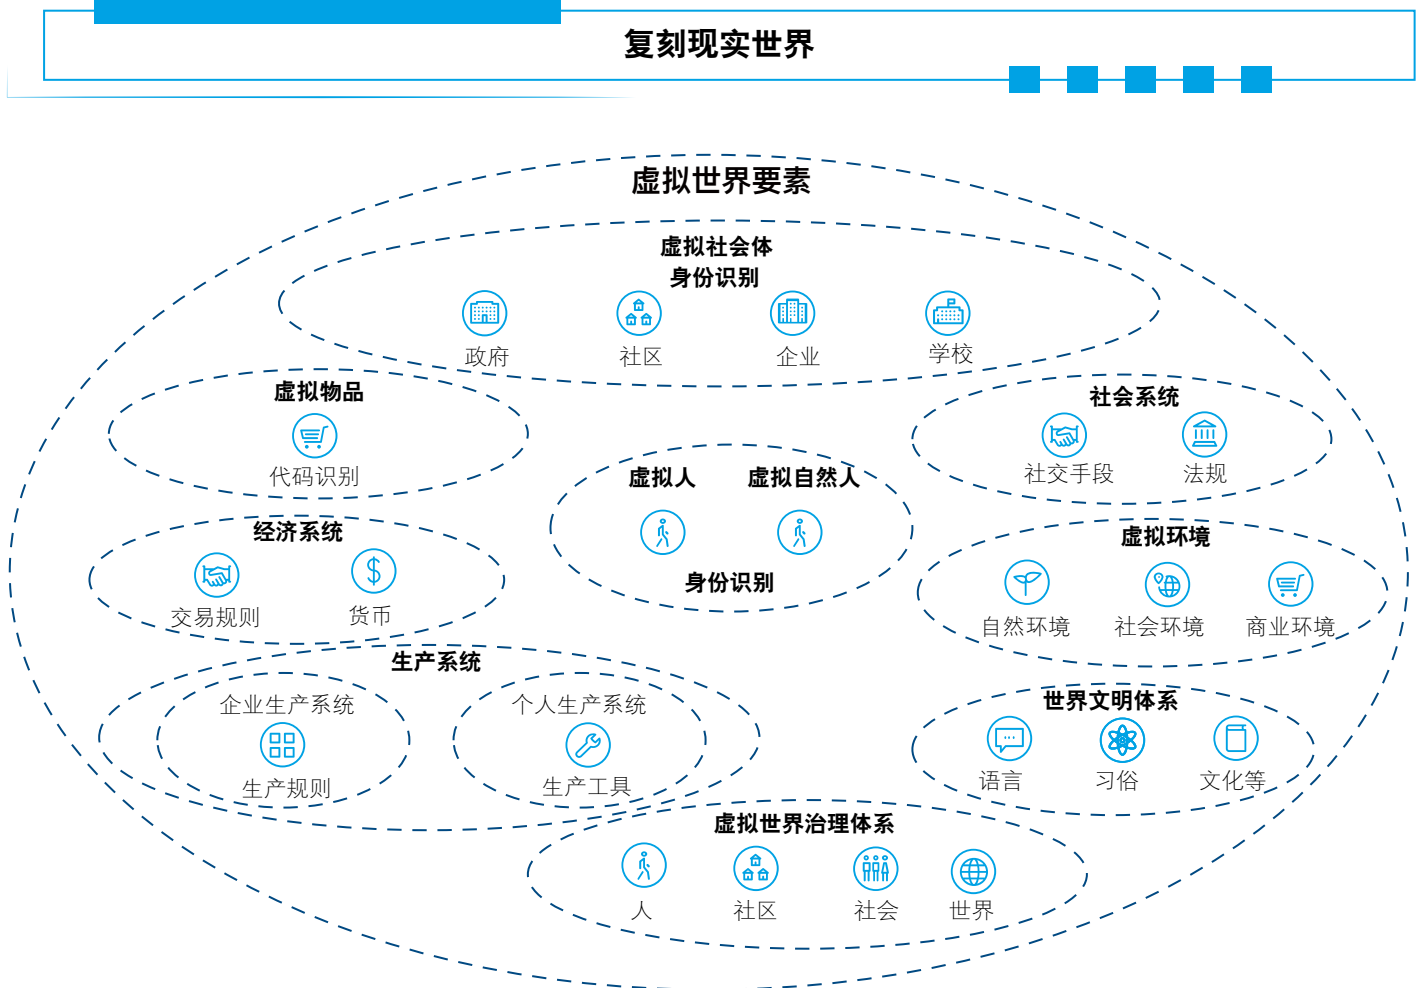 复刻现实世界
虚拟世界要素
虚拟社会体
身份识别
政府
社区
企业
学校
虚拟物品
代码识别
社会系统
社交手段
法规
虚拟人
虚拟自然人
身份识别
经济系统
交易规则
货币
虚拟环境
自然环境
社会环境
商业环境
生产系统
企业生产系统
生产规则
个人生产系统
生产工具
世界文明体系
语言
习俗
文化等
虚拟世界治理体系
人
社区
社会
世界